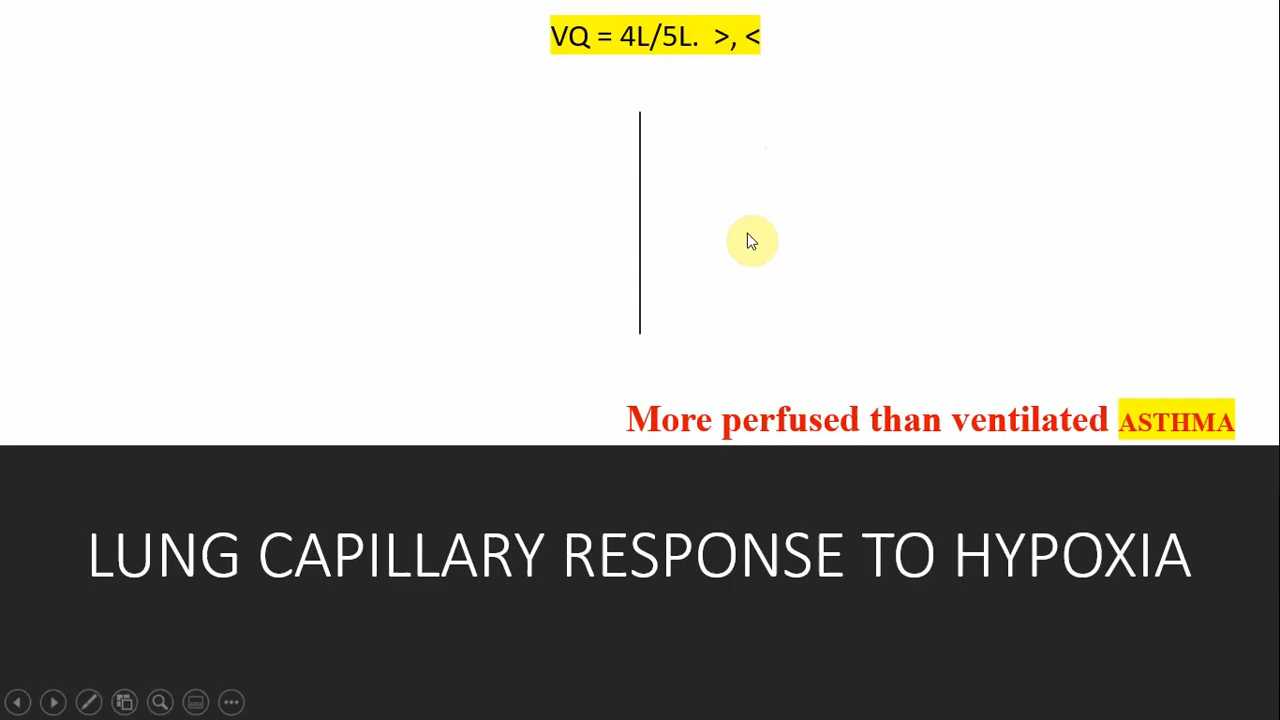 VQ = 4L/5L. >, <
More perfused than ventilated ASTHMA
LUNG CAPILLARY RESPONSE TO HYPOXIA